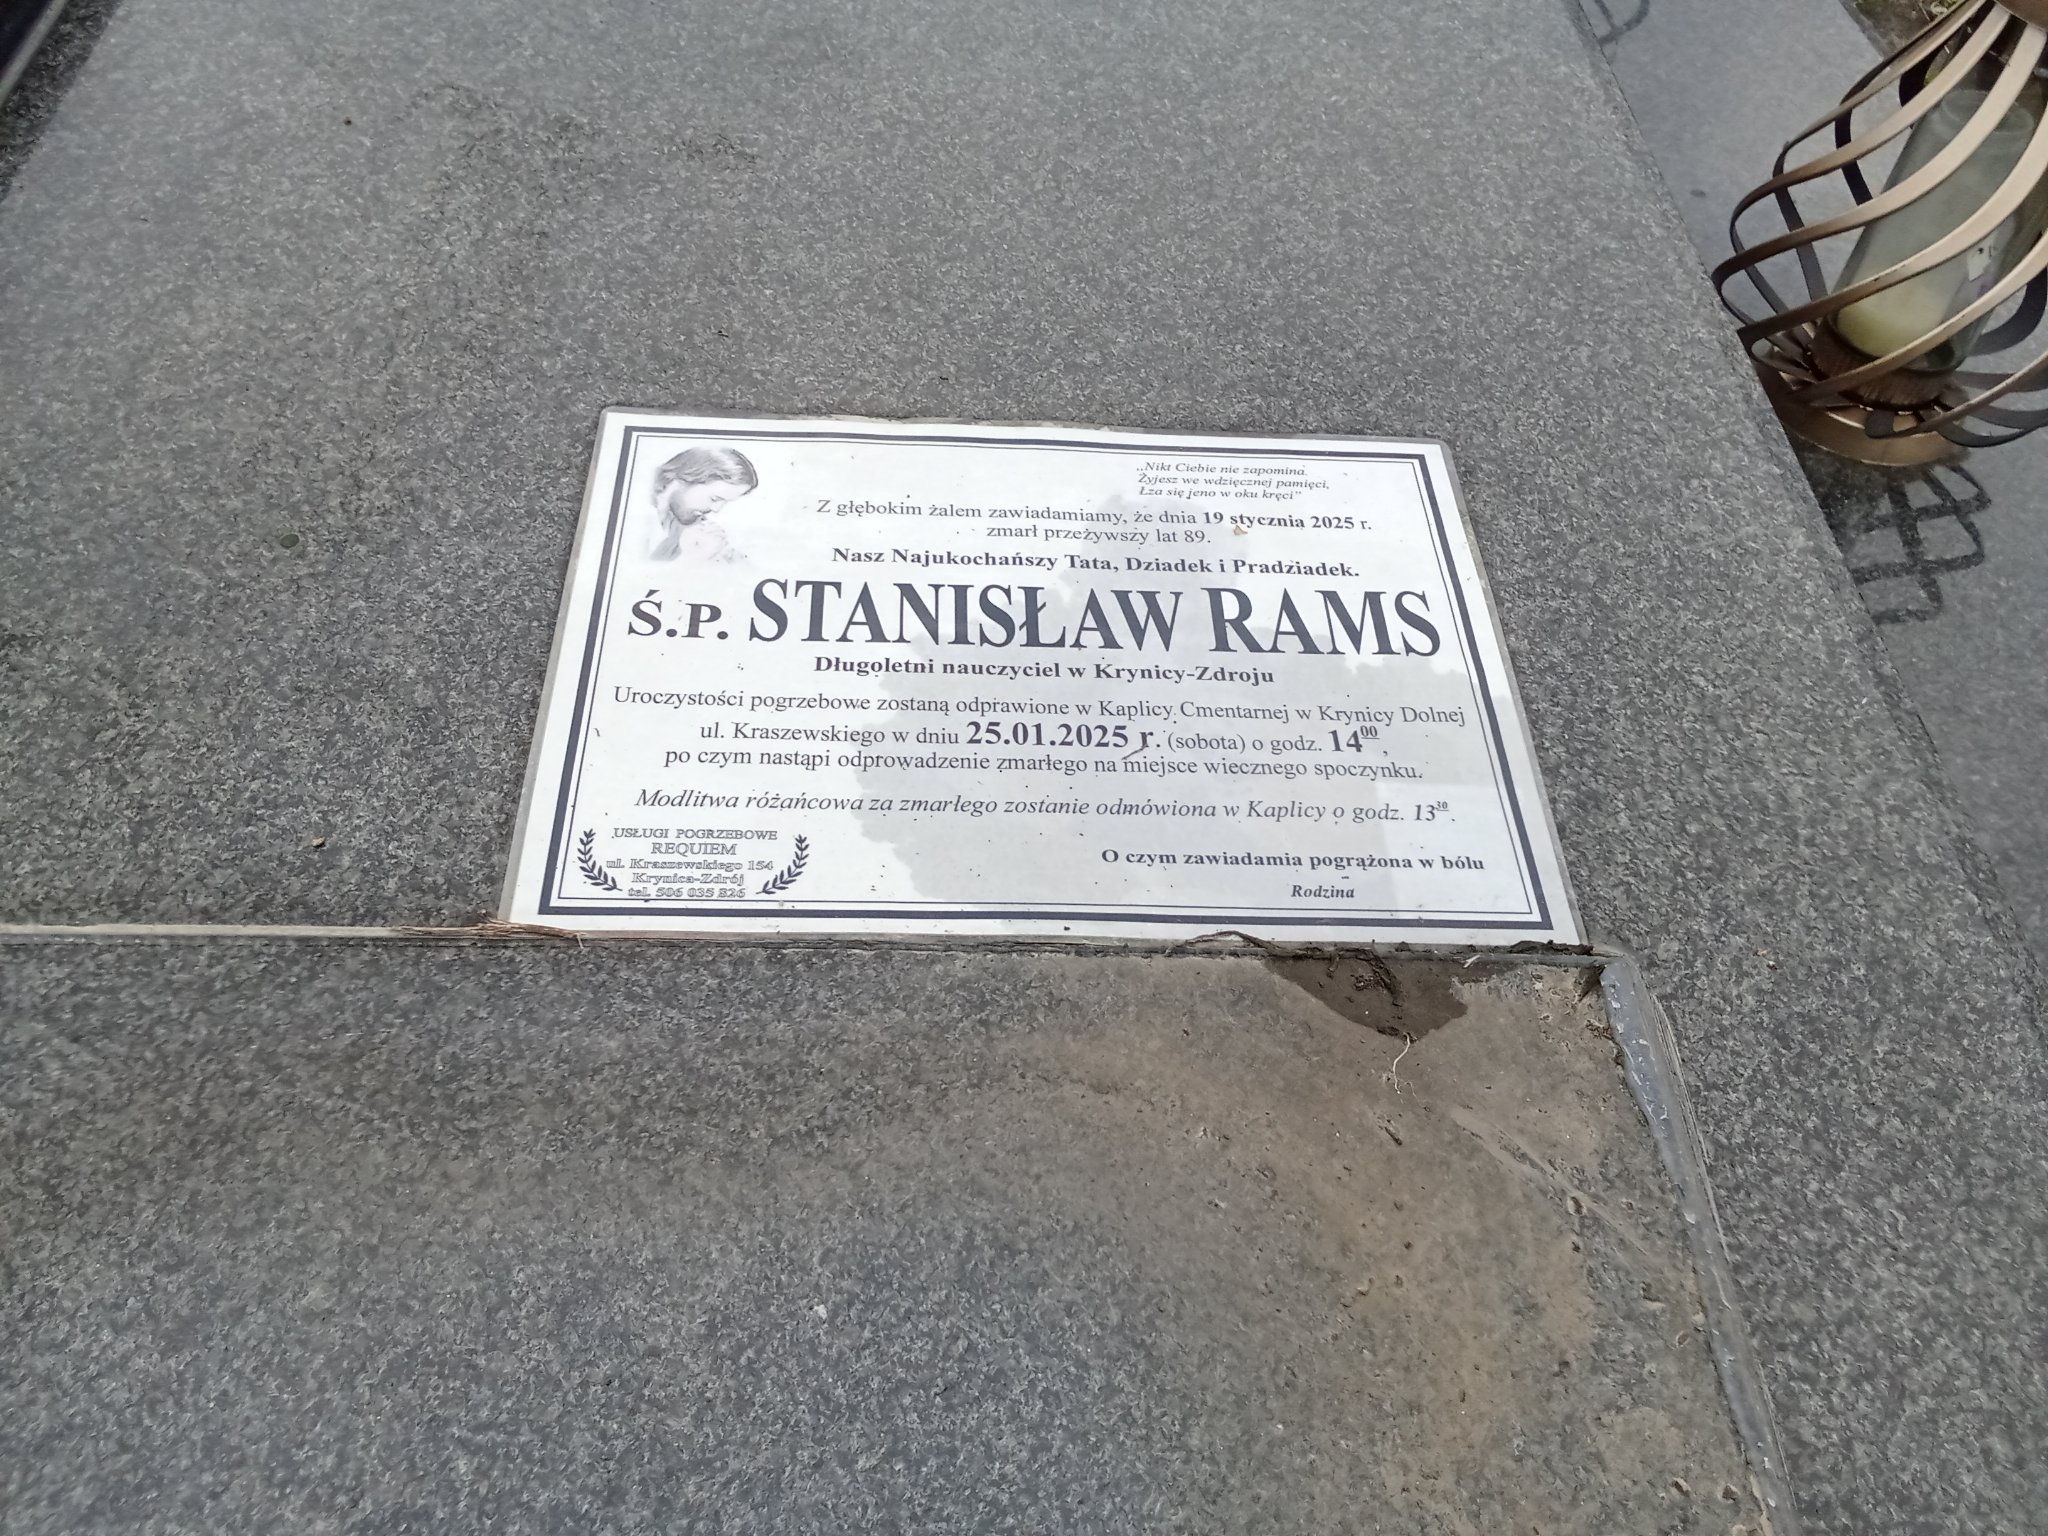 „Nikt Ciebie nie zapomina.
Żyjesz we wdzięcznej pamięci,
Łza się jeno w oku kręci”
Z głębokim żalem zawiadamiamy, że dnia 19 stycznia 2025 r.
zmarł przeżywszy lat 89.
Nasz Najukochańszy Tata, Dziadek i Pradziadek.
Ś.P. STANISŁAW RAMS
Długoletni nauczyciel w Krynicy-Zdroju
Uroczystości pogrzebowe zostaną odprawione w Kaplicy Cmentarnej w Krynicy Dolnej
ul. Kraszewskiego w dniu 25.01.2025 r. (sobota) o godz. 14⁰⁰,
po czym nastąpi odprowadzenie zmarłego na miejsce wiecznego spoczynku.
Modlitwa różańcowa za zmarłego zostanie odmówiona w Kaplicy o godz. 13³⁰.
USŁUGI POGRZEBOWE
REQUIEM
ul. Kraszewskiego 154
Krynica-Zdrój
tel. 506 035 826
O czym zawiadamia pogrążona w bólu
Rodzina